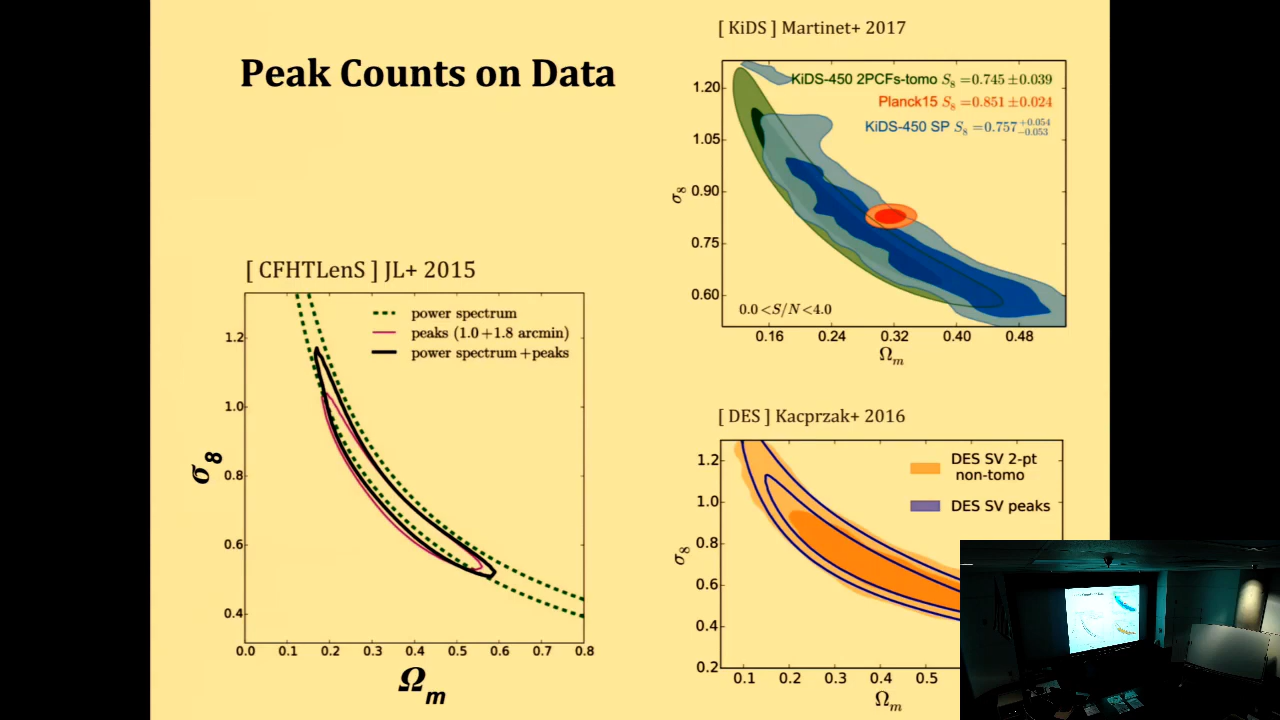 Peak Counts on Data
[ KiDS ] Martinet+ 2017
KiDS-450 2PCFs-tomo S₈ =0.745 ±0.039
Planck15 S₈ =0.851 ±0.024
KiDS-450 SP S₈ =0.757 +0.054 −0.053
1.20
1.05
0.90
0.75
0.60
σ₈
0.0 <S/N <4.0
0.16 0.24 0.32 0.40 0.48
Ωm
[ CFHTLenS ] JL+ 2015
power spectrum
peaks (1.0+1.8 arcmin)
power spectrum+peaks
1.2
1.0
0.8
0.6
0.4
σ8
0.0 0.1 0.2 0.3 0.4 0.5 0.6 0.7 0.8
Ωm
[ DES ] Kacprzak+ 2016
DES SV 2-pt
non-tomo
DES SV peaks
1.2
1.0
0.8
0.6
0.4
0.2
σ₈
0.1 0.2 0.3 0.4 0.5
Ωm